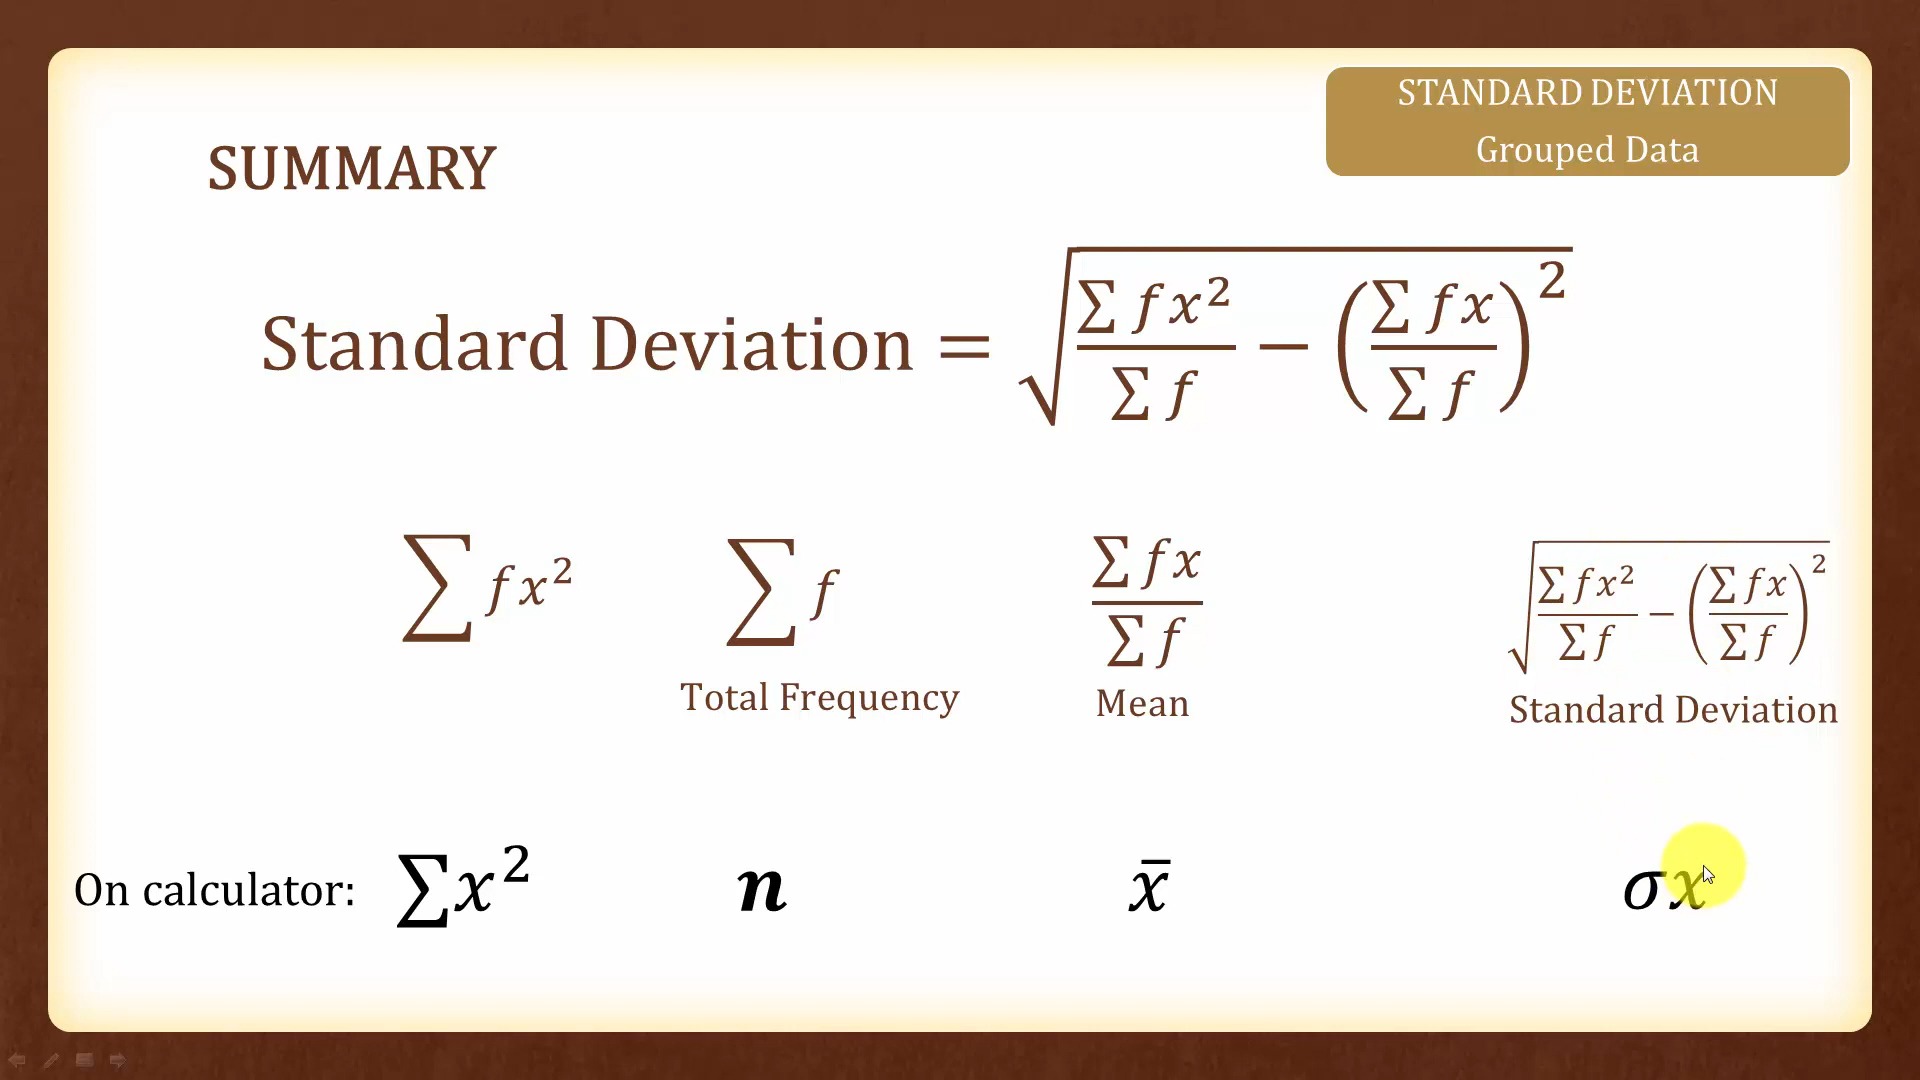 STANDARD DEVIATION
Grouped Data
SUMMARY
Standard Deviation = √(∑fx²/∑f − (∑fx/∑f)²)
∑fx² ∑f ∑fx/∑f √(∑fx²/∑f − (∑fx/∑f)²)
Total Frequency Mean Standard Deviation
On calculator: ∑x² n x̄ σx